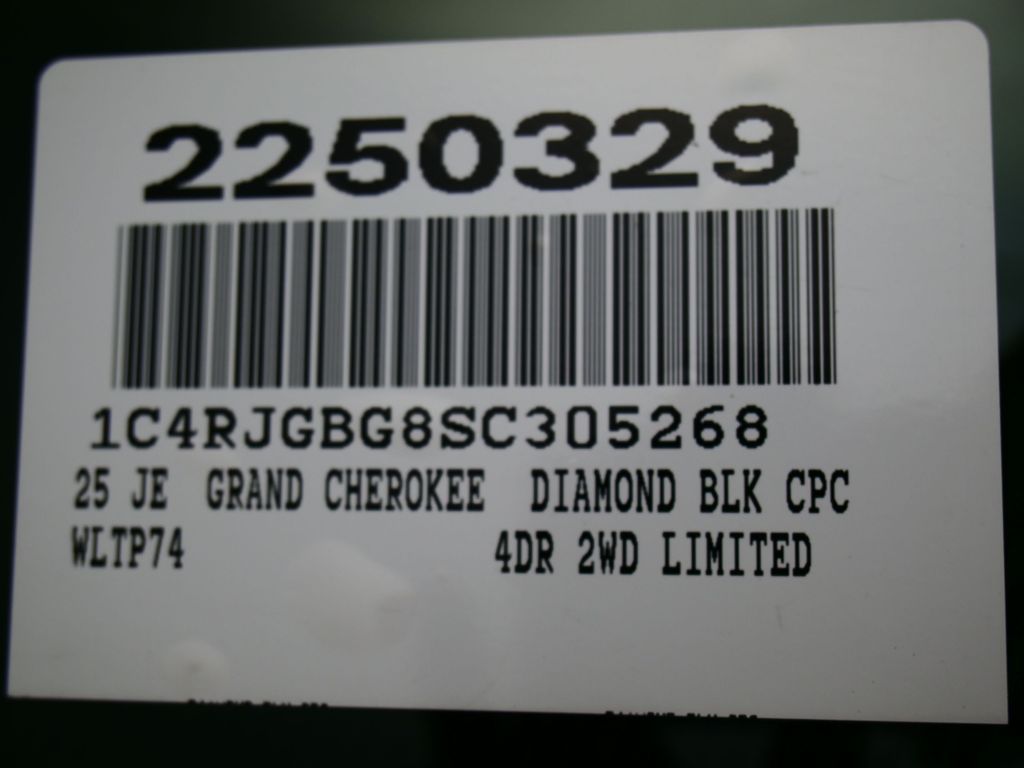 2250329
1C4RJGBG8SC305268
25 JE GRAND CHEROKEE DIAMOND BLK CPC
WLTP74 4DR 2WD LIMITED